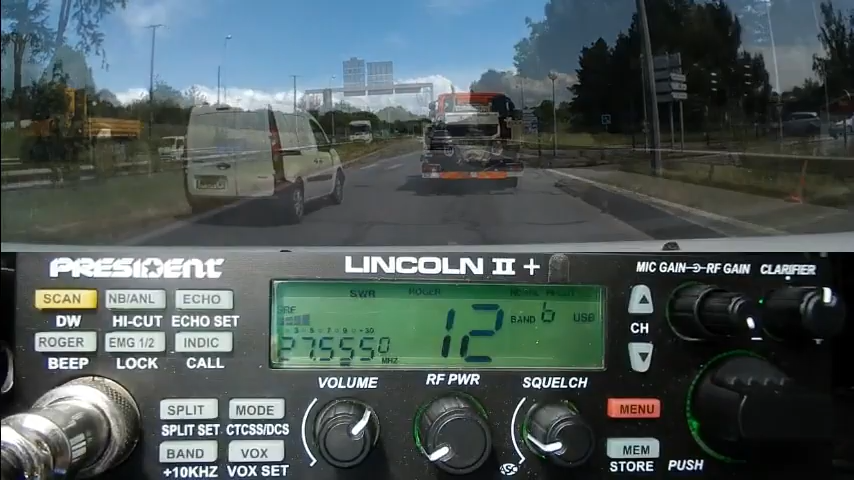 PRESIDENT
LINCOLN II +
MIC GAIN RF GAIN CLARIFIER
SCAN NB/ANL ECHO
DW HI-CUT ECHO SET
ROGER EMG 1/2 INDIC
BEEP LOCK CALL
SWR ROGER
12 BAND 6 USB
27.5550 MHZ
CH
VOLUME RF PWR SQUELCH
SPLIT MODE
SPLIT SET CTCSS/DCS
BAND VOX
+10KHZ VOX SET
ASC
MENU
MEM
STORE PUSH